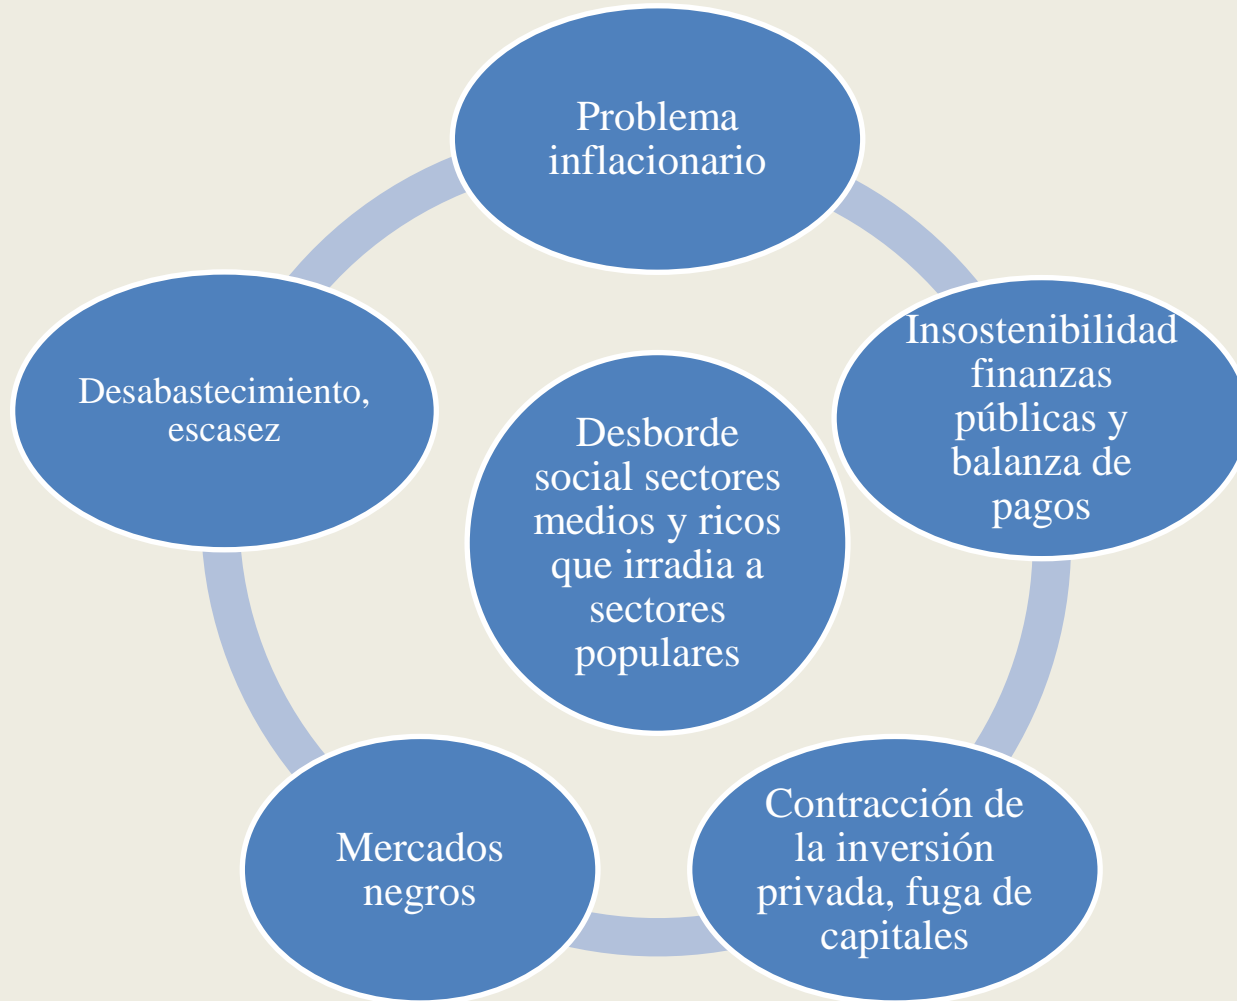 Problema
inflacionario
Insostenibilidad
finanzas
públicas y
balanza de
pagos
Desabastecimiento,
escasez
Desborde
social sectores
medios y ricos
que irradia a
sectores
populares
Mercados
negros
Contracción de
la inversión
privada, fuga de
capitales